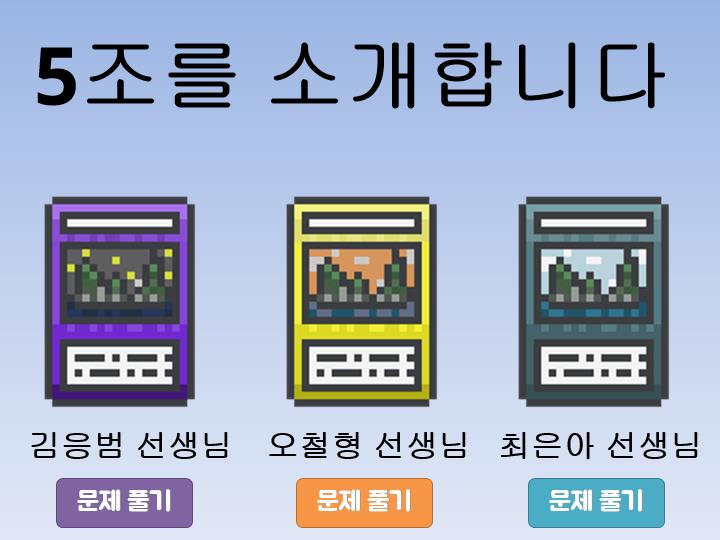 5조를 소개합니다
김응범 선생님 오철형 선생님 최은아 선생님
문제 풀기 문제 풀기 문제 풀기